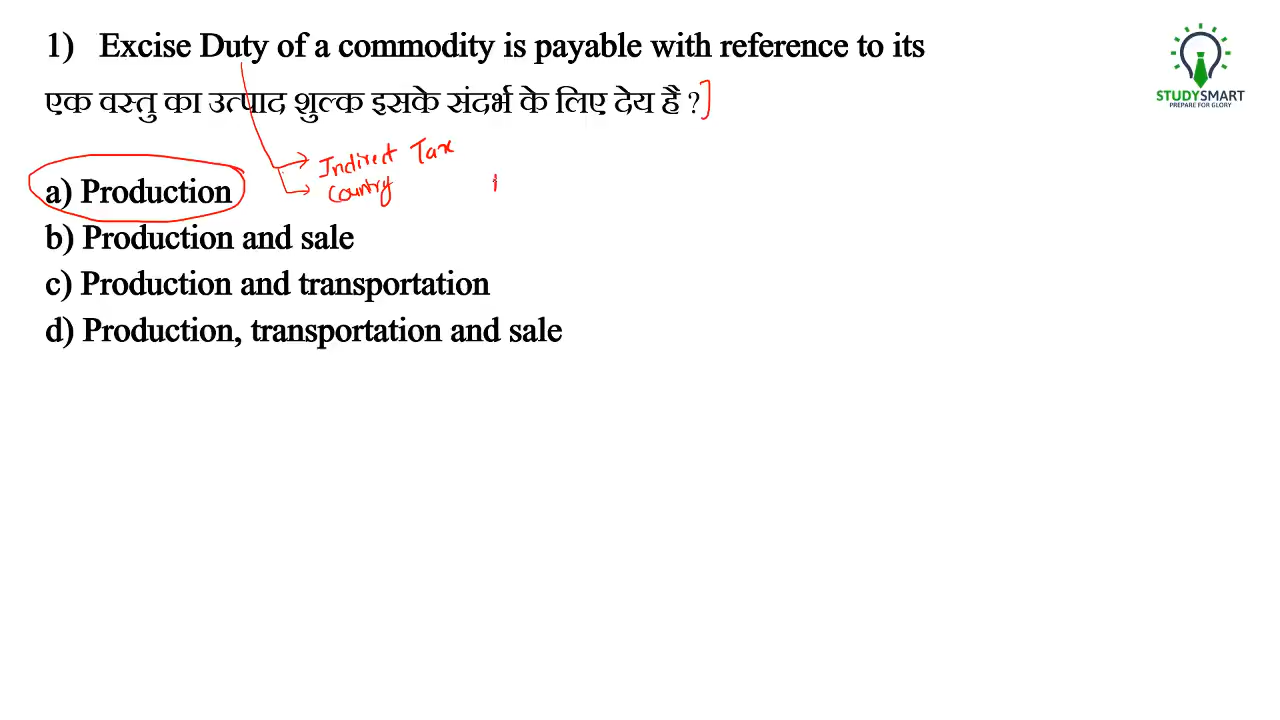 1) Excise Duty of a commodity is payable with reference to its
एक वस्तु का उत्पाद शुल्क इसके संदर्भ के लिए देय है ?
Indirect Tax
Country
a) Production
b) Production and sale
c) Production and transportation
d) Production, transportation and sale
STUDYSMART
PREPARE FOR GLORY